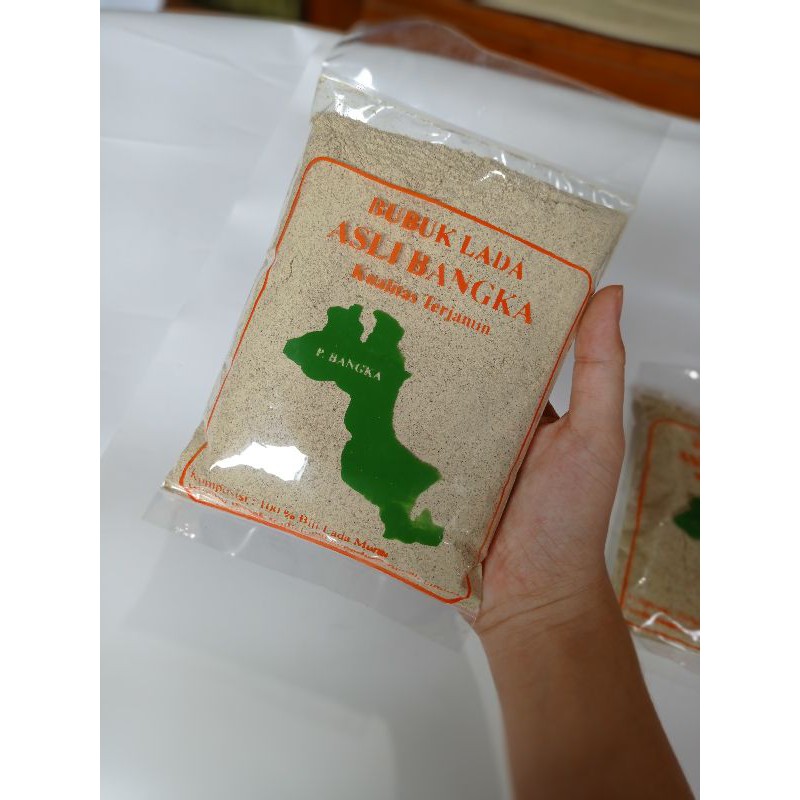 BUBUK LADA
ASLI BANGKA
Kualitas Terjamin
P. BANGKA
Komposisi : 100 % Biji Lada Murni